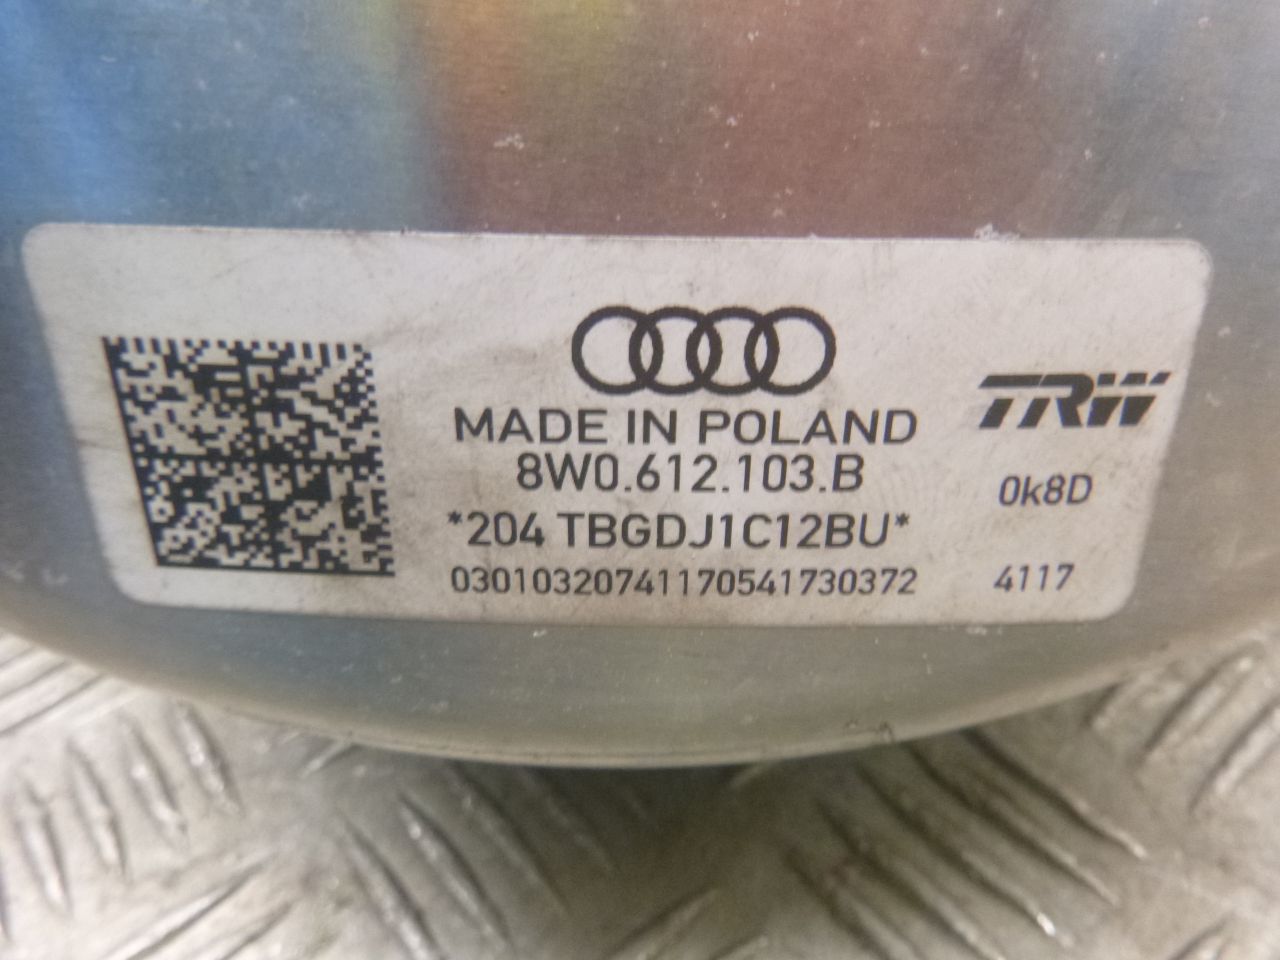 MADE IN POLAND
8W0.612.103.B
*204 TBGDJ1C12BU*
03010320741170541730372
TRW
0k8D
4117